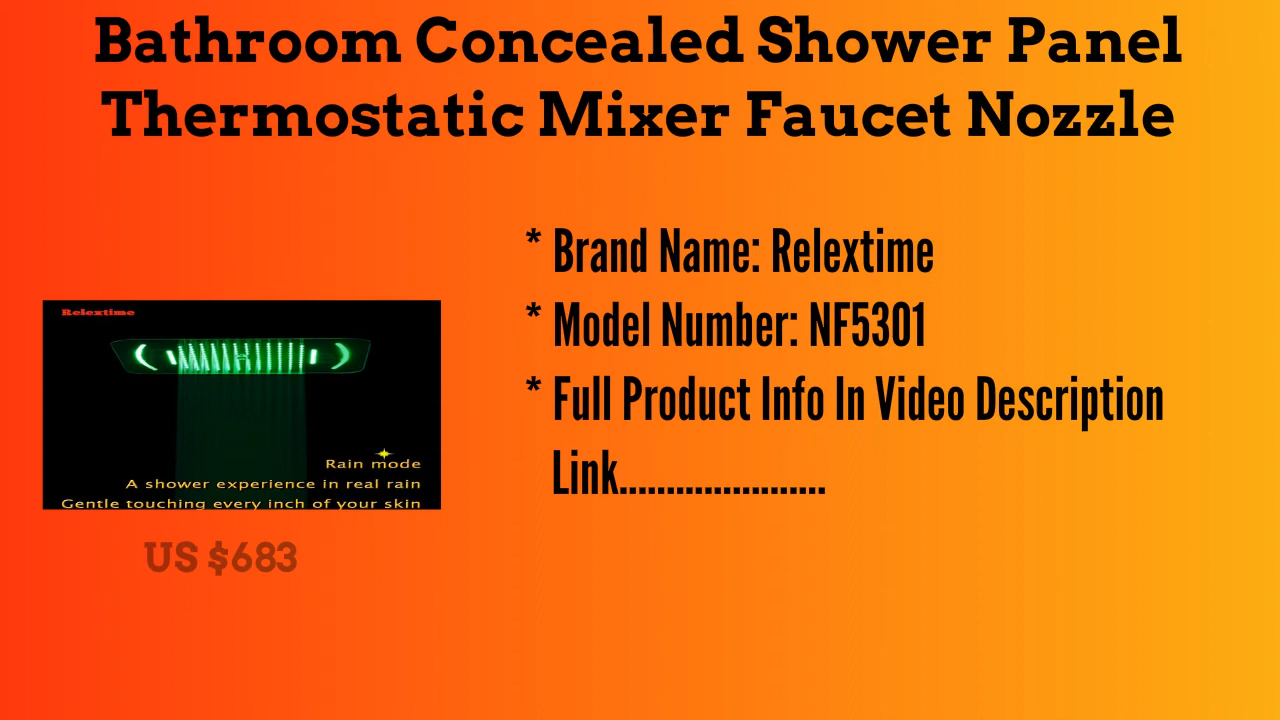 Bathroom Concealed Shower Panel
Thermostatic Mixer Faucet Nozzle
* Brand Name: Relextime
* Model Number: NF5301
* Full Product Info In Video Description
Link......................
Relextime
Rain mode
A shower experience in real rain
Gentle touching every inch of your skin
US $683